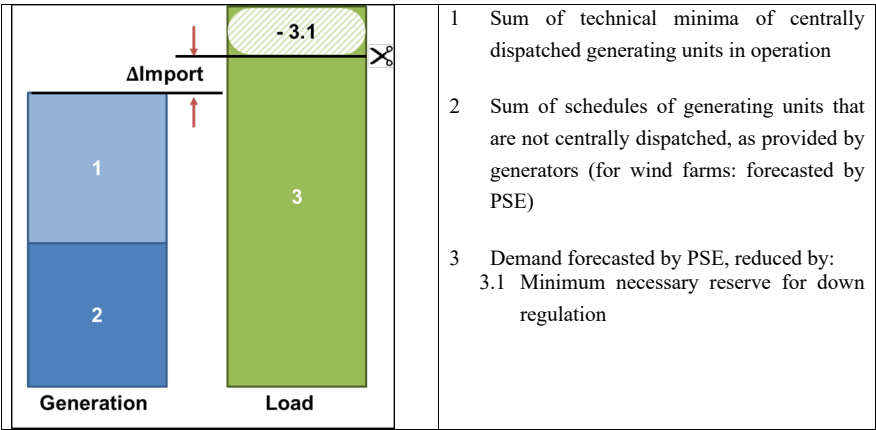 - 3.1
ΔImport
1
3
2
Generation
Load
1 Sum of technical minima of centrally
dispatched generating units in operation
2 Sum of schedules of generating units that
are not centrally dispatched, as provided by
generators (for wind farms: forecasted by
PSE)
3 Demand forecasted by PSE, reduced by:
3.1 Minimum necessary reserve for down
regulation